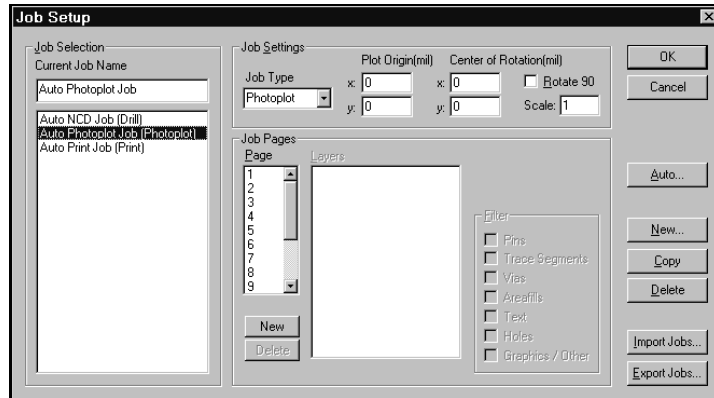 Job Setup
Job Selection
Current Job Name
Auto Photoplot Job
Auto NCD Job (Drill)
Auto Photoplot Job (Photoplot)
Auto Print Job (Print)
Job Settings
Job Type
Photoplot
Plot Origin(mil)
x: 0
y: 0
Center of Rotation(mil)
x: 0
y: 0
Rotate 90
Scale: 1
Job Pages
Page
1
2
3
4
5
6
7
8
9
New
Delete
Layers
Filter
Pins
Trace Segments
Vias
Areafills
Text
Holes
Graphics / Other
OK
Cancel
Auto...
New...
Copy
Delete
Import Jobs...
Export Jobs...